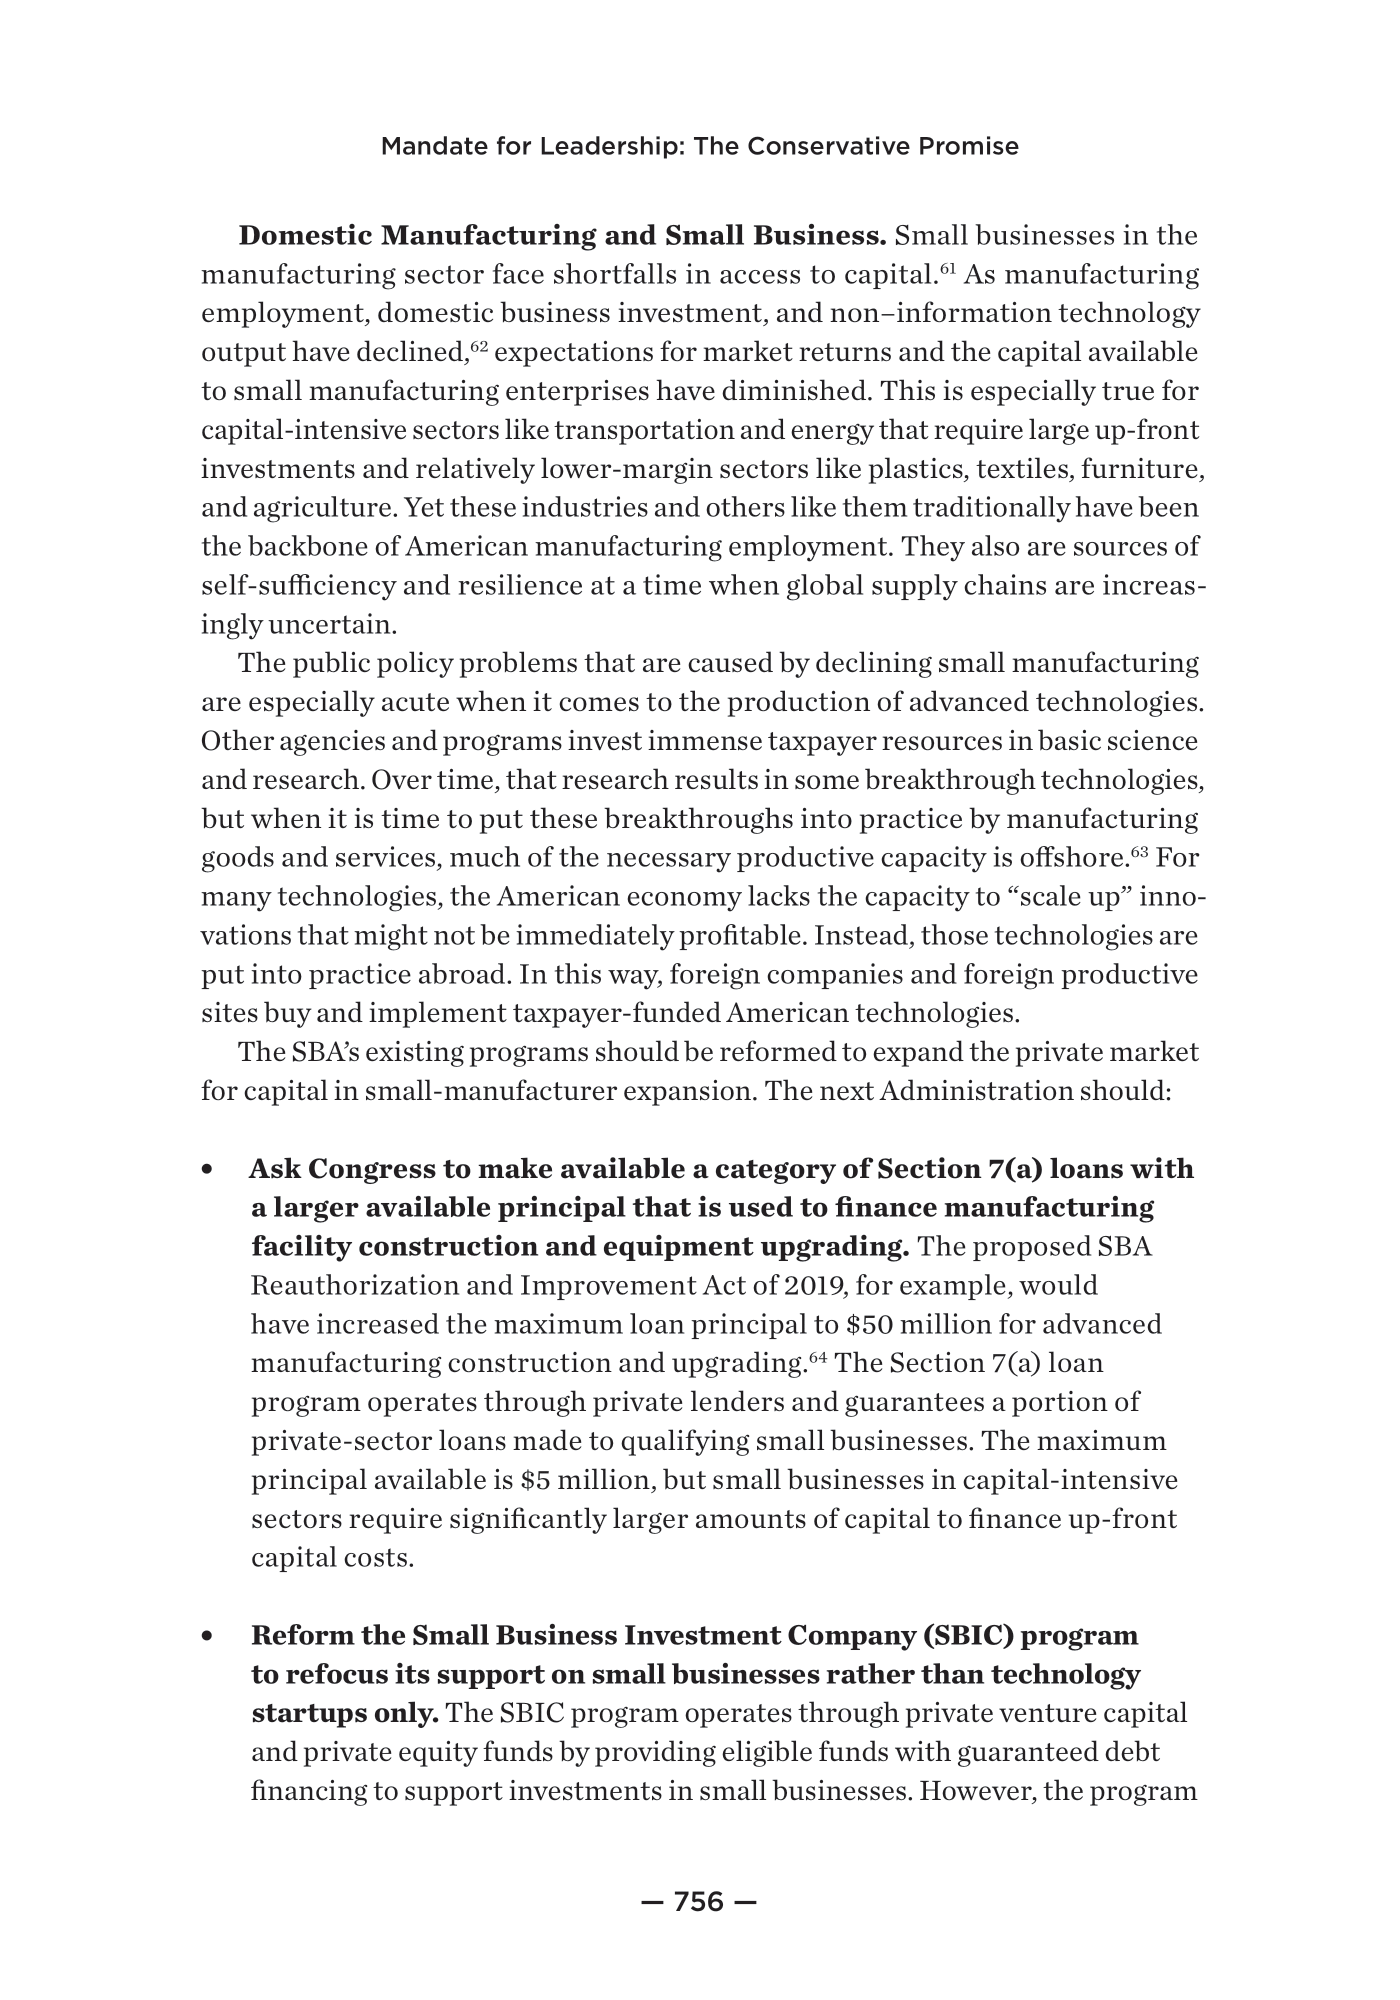 Mandate for Leadership: The Conservative Promise
Domestic Manufacturing and Small Business. Small businesses in the
manufacturing sector face shortfalls in access to capital.61 As manufacturing
employment, domestic business investment, and non–information technology
output have declined,62 expectations for market returns and the capital available
to small manufacturing enterprises have diminished. This is especially true for
capital-intensive sectors like transportation and energy that require large up-front
investments and relatively lower-margin sectors like plastics, textiles, furniture,
and agriculture. Yet these industries and others like them traditionally have been
the backbone of American manufacturing employment. They also are sources of
self-sufficiency and resilience at a time when global supply chains are increas-
ingly uncertain.
The public policy problems that are caused by declining small manufacturing
are especially acute when it comes to the production of advanced technologies.
Other agencies and programs invest immense taxpayer resources in basic science
and research. Over time, that research results in some breakthrough technologies,
but when it is time to put these breakthroughs into practice by manufacturing
goods and services, much of the necessary productive capacity is offshore.63 For
many technologies, the American economy lacks the capacity to “scale up” inno-
vations that might not be immediately profitable. Instead, those technologies are
put into practice abroad. In this way, foreign companies and foreign productive
sites buy and implement taxpayer-funded American technologies.
The SBA’s existing programs should be reformed to expand the private market
for capital in small-manufacturer expansion. The next Administration should:
• Ask Congress to make available a category of Section 7(a) loans with
a larger available principal that is used to finance manufacturing
facility construction and equipment upgrading. The proposed SBA
Reauthorization and Improvement Act of 2019, for example, would
have increased the maximum loan principal to $50 million for advanced
manufacturing construction and upgrading.64 The Section 7(a) loan
program operates through private lenders and guarantees a portion of
private-sector loans made to qualifying small businesses. The maximum
principal available is $5 million, but small businesses in capital-intensive
sectors require significantly larger amounts of capital to finance up-front
capital costs.
• Reform the Small Business Investment Company (SBIC) program
to refocus its support on small businesses rather than technology
startups only. The SBIC program operates through private venture capital
and private equity funds by providing eligible funds with guaranteed debt
financing to support investments in small businesses. However, the program
— 756 —